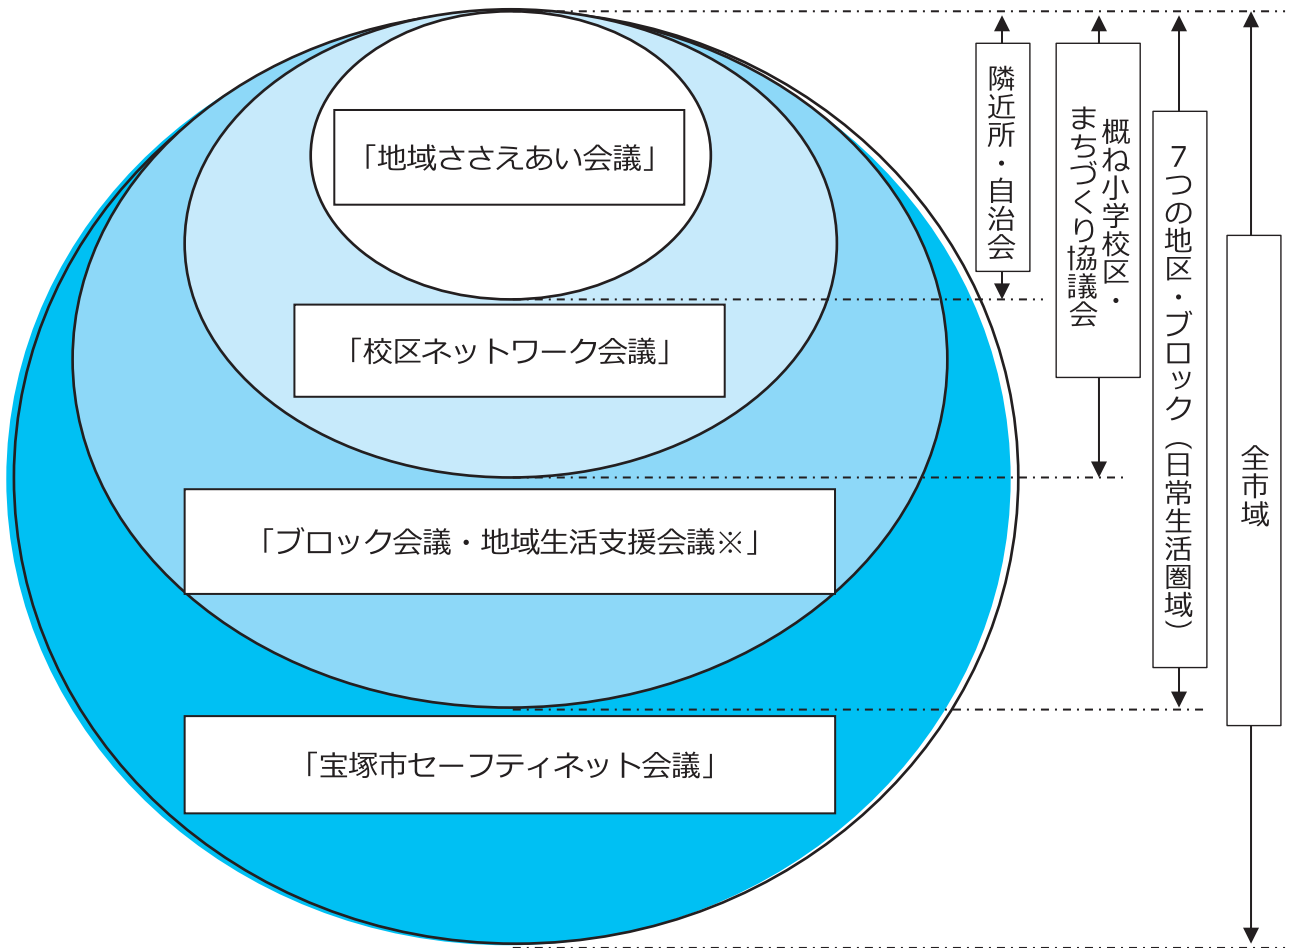 「地域ささえあい会議」
「校区ネットワーク会議」
「ブロック会議・地域生活支援会議※」
「宝塚市セーフティネット会議」
隣近所・自治会
概ね小学校区・
まちづくり協議会
7つの地区・ブロック（日常生活圏域）
全市域